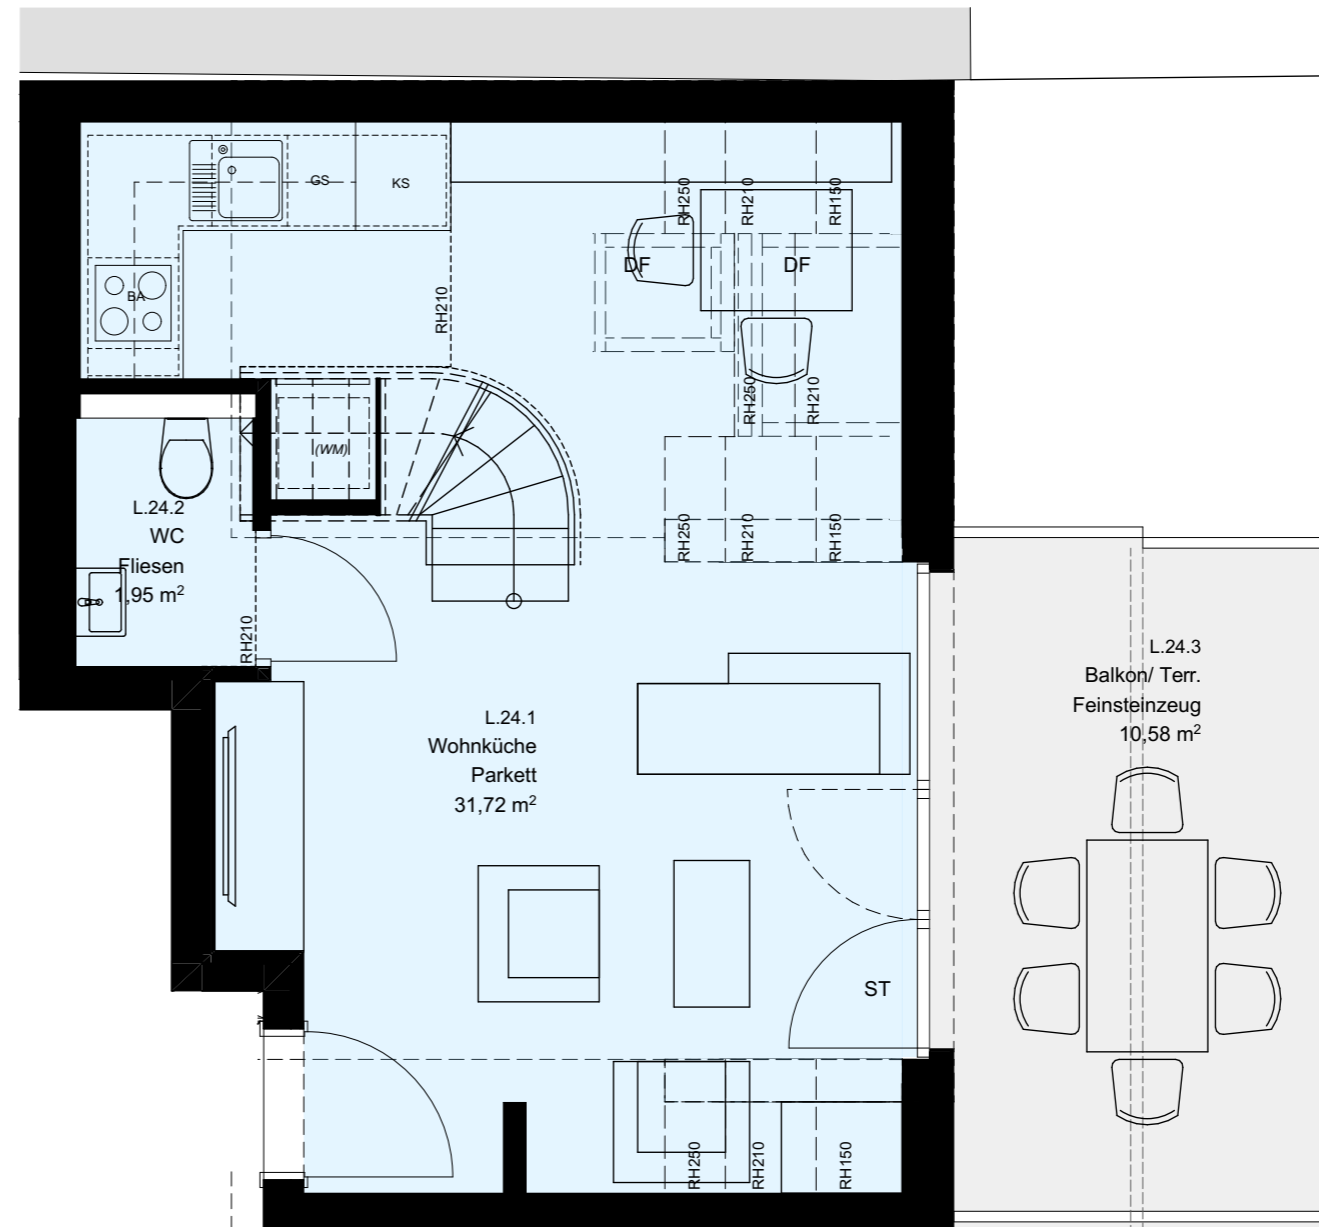 GS
KS
RH250
RH210
RH150
DF
DF
BA
RH210
RH250
RH210
(WM)
L.24.2
WC
Fliesen
1,95 m²
RH250
RH210
RH150
RH210
L.24.1
Wohnküche
Parkett
31,72 m²
L.24.3
Balkon/ Terr.
Feinsteinzeug
10,58 m²
ST
RH250
RH210
RH150